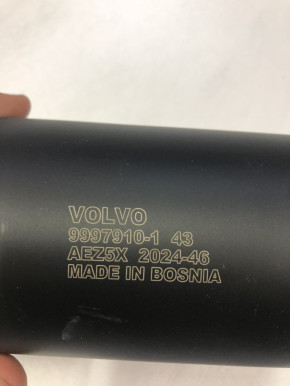 VOLVO
9997910-1 43
AEZ5X 2024-46
MADE IN BOSNIA